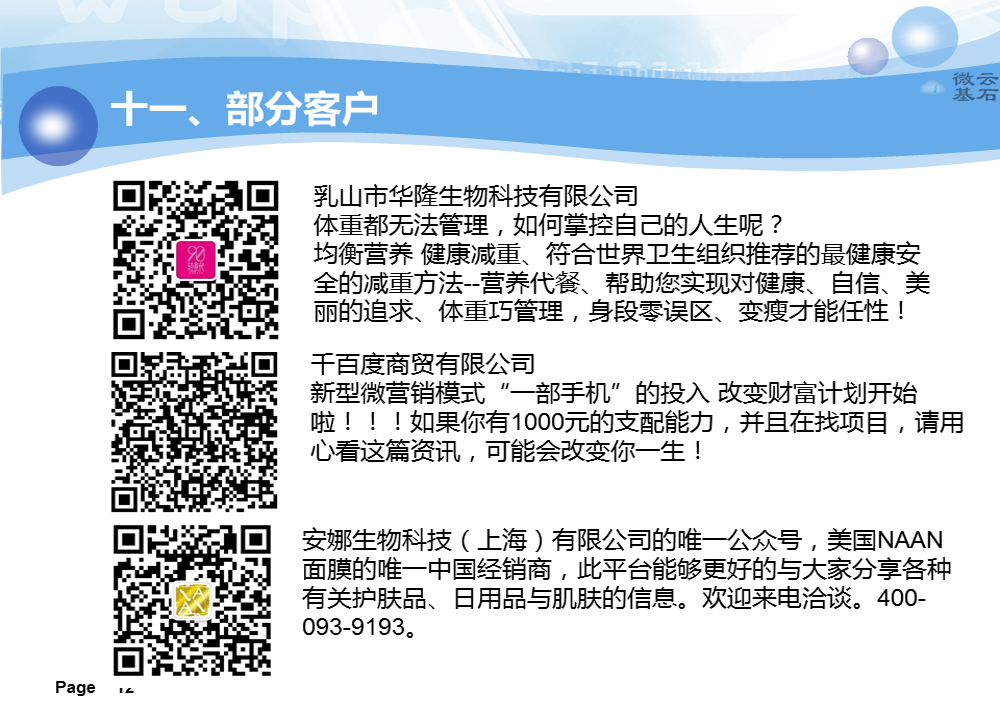 微云
基石
十一、部分客户
乳山市华隆生物科技有限公司
体重都无法管理，如何掌控自己的人生呢？
均衡营养 健康减重、符合世界卫生组织推荐的最健康安
全的减重方法--营养代餐、帮助您实现对健康、自信、美
丽的追求、体重巧管理，身段零误区、变瘦才能任性！
千百度商贸有限公司
新型微营销模式“一部手机”的投入 改变财富计划开始
啦！！！如果你有1000元的支配能力，并且在找项目，请用
心看这篇资讯，可能会改变你一生！
安娜生物科技（上海）有限公司的唯一公众号，美国NAAN
面膜的唯一中国经销商，此平台能够更好的与大家分享各种
有关护肤品、日用品与肌肤的信息。欢迎来电洽谈。400-
093-9193。
Page